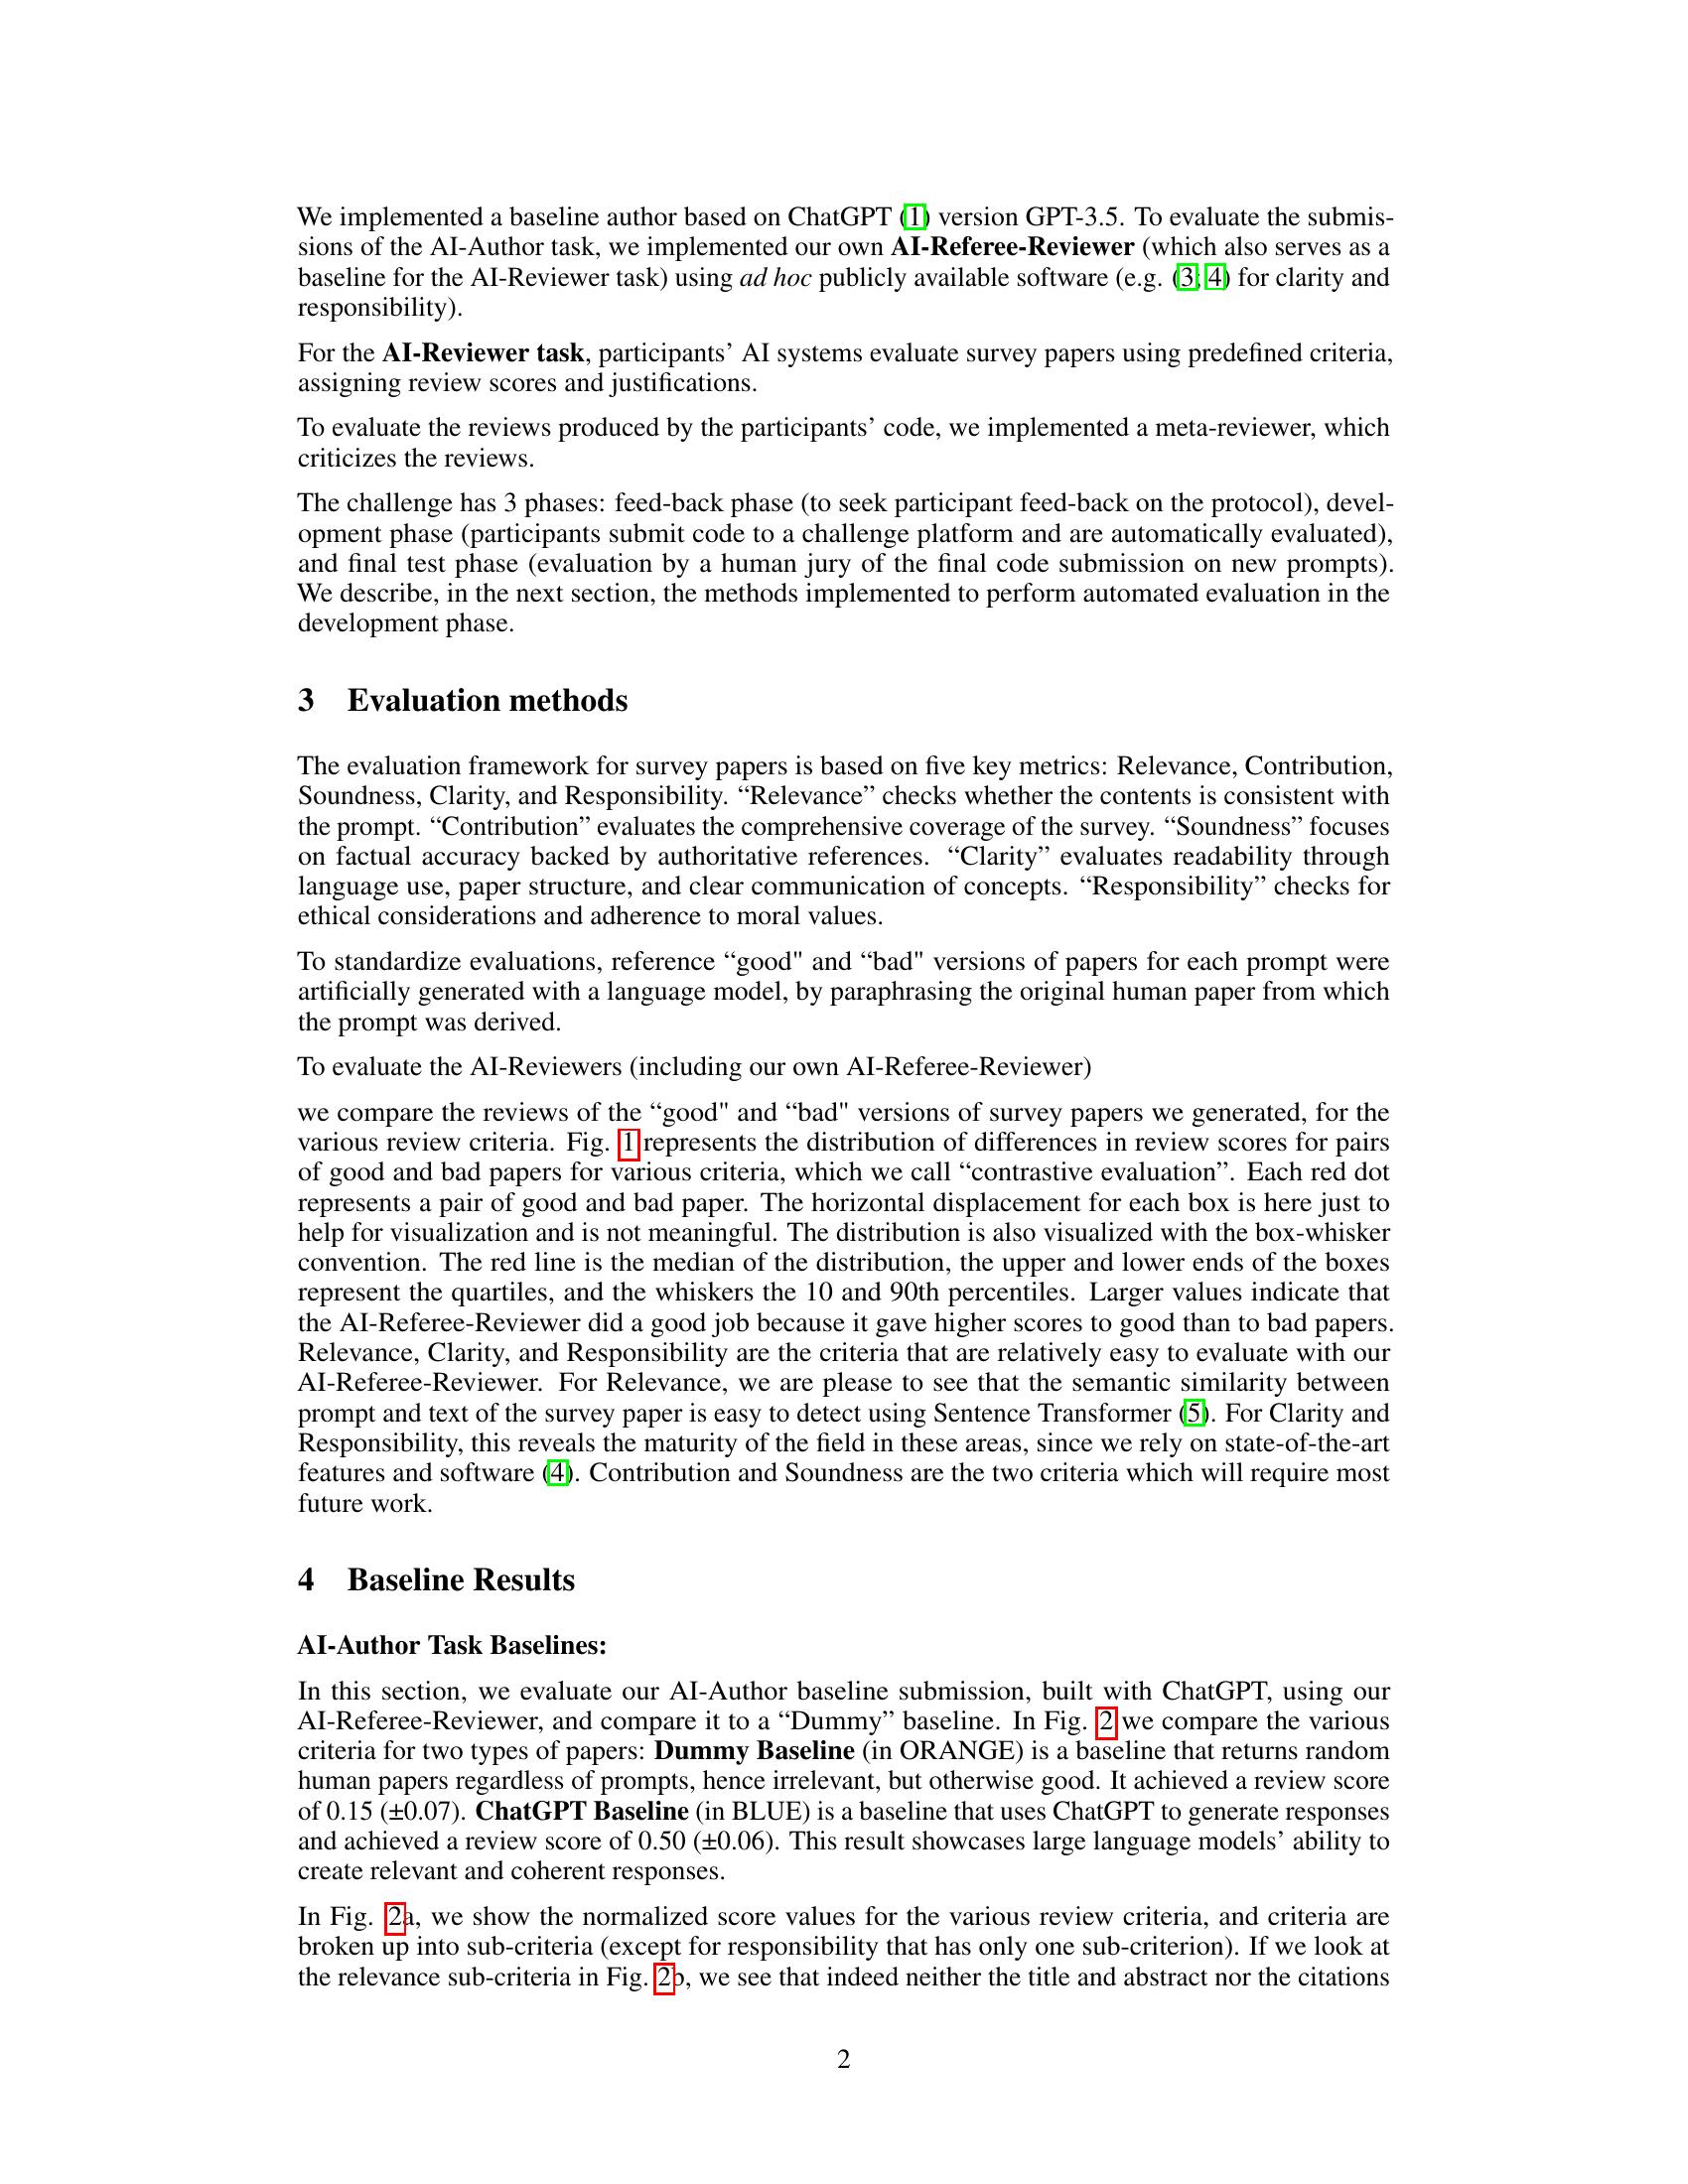 We implemented a baseline author based on ChatGPT (1) version GPT-3.5. To evaluate the submis-
sions of the AI-Author task, we implemented our own AI-Referee-Reviewer (which also serves as a
baseline for the AI-Reviewer task) using ad hoc publicly available software (e.g. (3; 4) for clarity and
responsibility).
For the AI-Reviewer task, participants’ AI systems evaluate survey papers using predefined criteria,
assigning review scores and justifications.
To evaluate the reviews produced by the participants’ code, we implemented a meta-reviewer, which
criticizes the reviews.
The challenge has 3 phases: feed-back phase (to seek participant feed-back on the protocol), devel-
opment phase (participants submit code to a challenge platform and are automatically evaluated),
and final test phase (evaluation by a human jury of the final code submission on new prompts).
We describe, in the next section, the methods implemented to perform automated evaluation in the
development phase.
3 Evaluation methods
The evaluation framework for survey papers is based on five key metrics: Relevance, Contribution,
Soundness, Clarity, and Responsibility. “Relevance” checks whether the contents is consistent with
the prompt. “Contribution” evaluates the comprehensive coverage of the survey. “Soundness” focuses
on factual accuracy backed by authoritative references. “Clarity” evaluates readability through
language use, paper structure, and clear communication of concepts. “Responsibility” checks for
ethical considerations and adherence to moral values.
To standardize evaluations, reference “good" and “bad" versions of papers for each prompt were
artificially generated with a language model, by paraphrasing the original human paper from which
the prompt was derived.
To evaluate the AI-Reviewers (including our own AI-Referee-Reviewer)
we compare the reviews of the “good" and “bad" versions of survey papers we generated, for the
various review criteria. Fig. 1 represents the distribution of differences in review scores for pairs
of good and bad papers for various criteria, which we call “contrastive evaluation”. Each red dot
represents a pair of good and bad paper. The horizontal displacement for each box is here just to
help for visualization and is not meaningful. The distribution is also visualized with the box-whisker
convention. The red line is the median of the distribution, the upper and lower ends of the boxes
represent the quartiles, and the whiskers the 10 and 90th percentiles. Larger values indicate that
the AI-Referee-Reviewer did a good job because it gave higher scores to good than to bad papers.
Relevance, Clarity, and Responsibility are the criteria that are relatively easy to evaluate with our
AI-Referee-Reviewer. For Relevance, we are please to see that the semantic similarity between
prompt and text of the survey paper is easy to detect using Sentence Transformer (5). For Clarity and
Responsibility, this reveals the maturity of the field in these areas, since we rely on state-of-the-art
features and software (4). Contribution and Soundness are the two criteria which will require most
future work.
4 Baseline Results
AI-Author Task Baselines:
In this section, we evaluate our AI-Author baseline submission, built with ChatGPT, using our
AI-Referee-Reviewer, and compare it to a “Dummy” baseline. In Fig. 2 we compare the various
criteria for two types of papers: Dummy Baseline (in ORANGE) is a baseline that returns random
human papers regardless of prompts, hence irrelevant, but otherwise good. It achieved a review score
of 0.15 (±0.07). ChatGPT Baseline (in BLUE) is a baseline that uses ChatGPT to generate responses
and achieved a review score of 0.50 (±0.06). This result showcases large language models’ ability to
create relevant and coherent responses.
In Fig. 2a, we show the normalized score values for the various review criteria, and criteria are
broken up into sub-criteria (except for responsibility that has only one sub-criterion). If we look at
the relevance sub-criteria in Fig. 2b, we see that indeed neither the title and abstract nor the citations
2